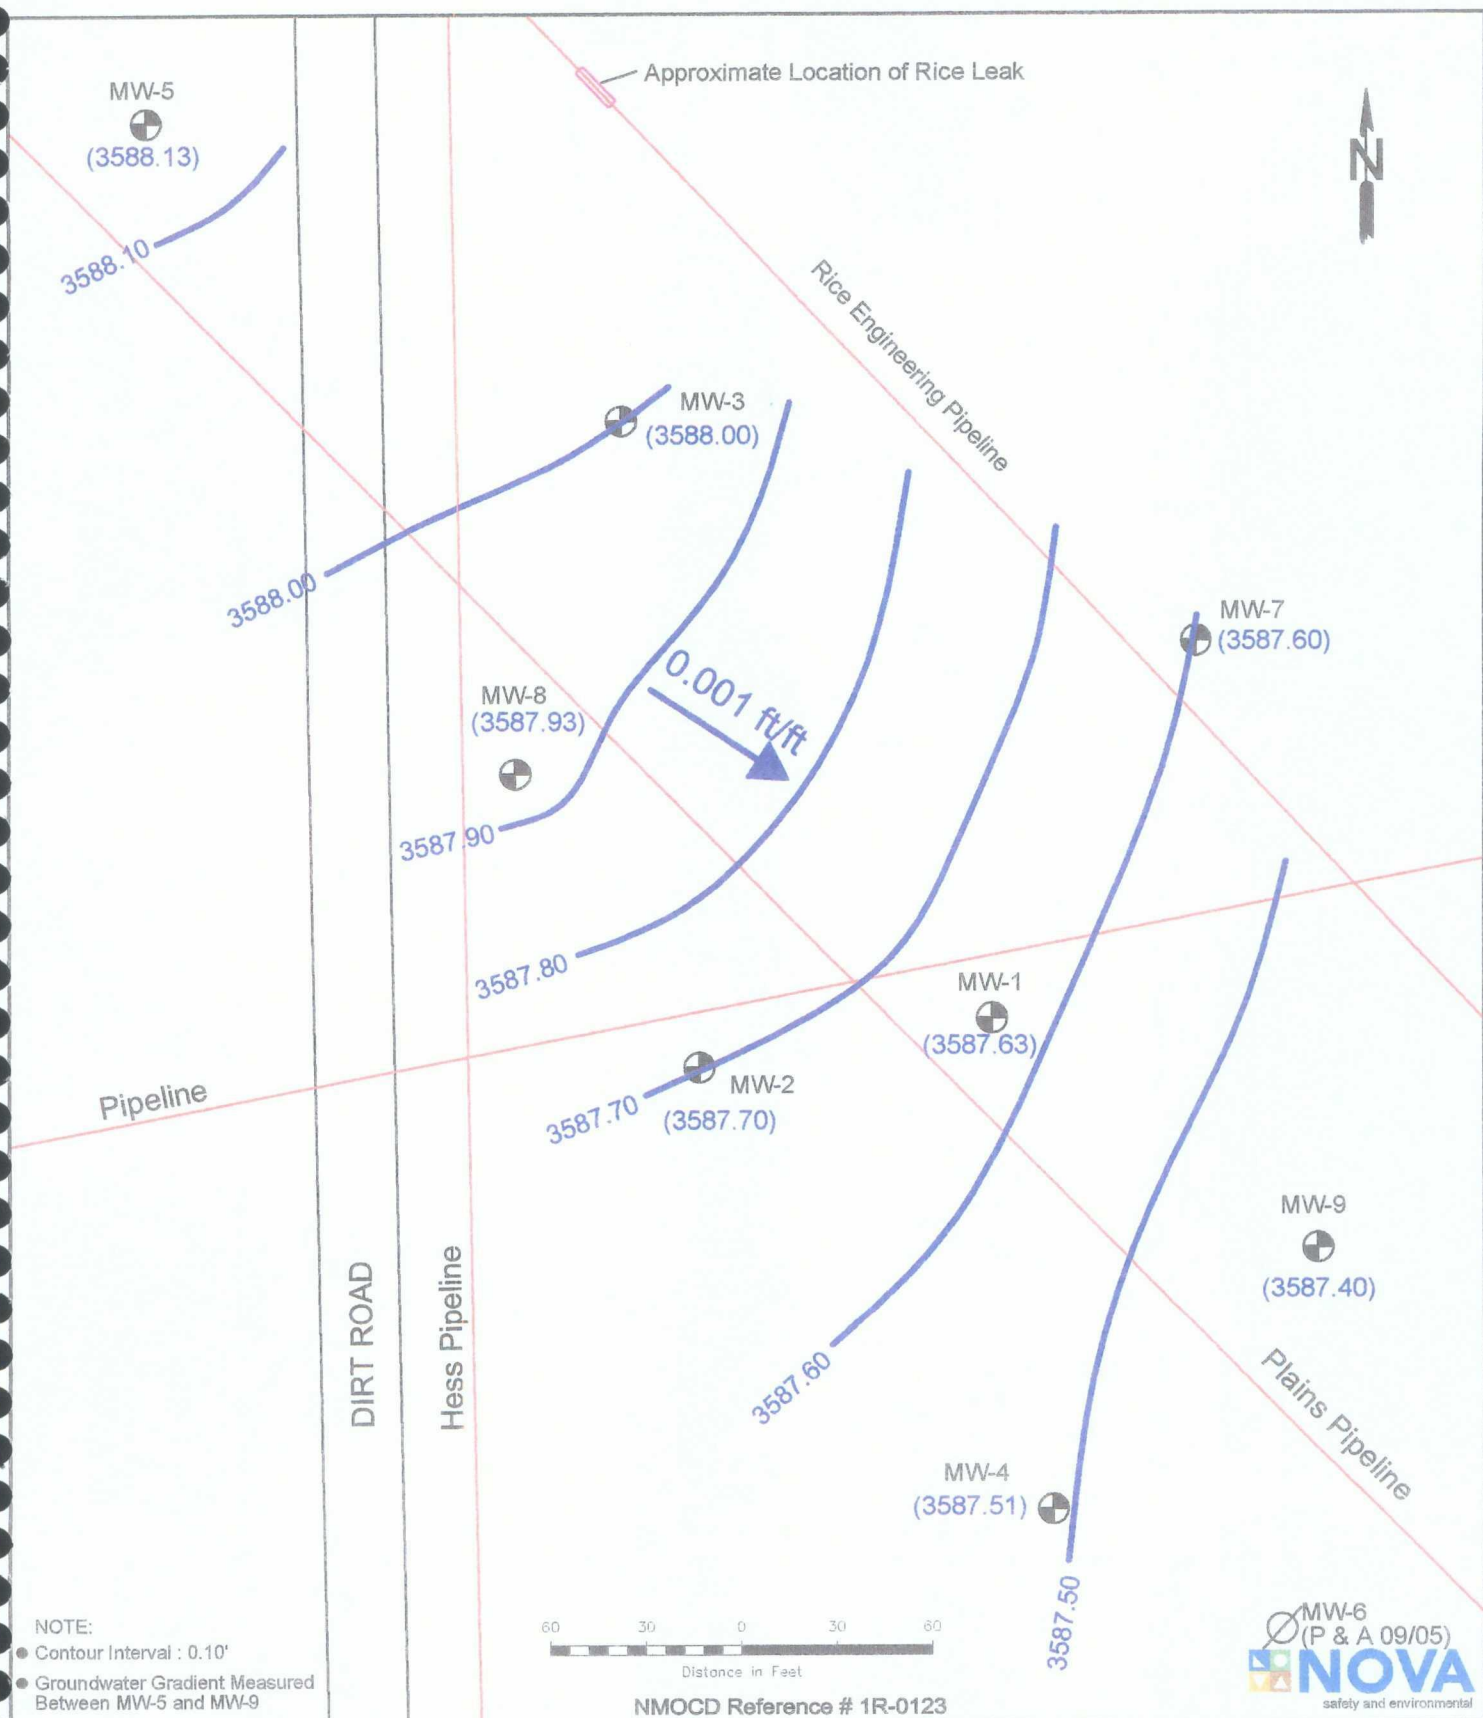 Approximate Location of Rice Leak
MW-5
(3588.13)
N
3588.10
Rice Engineering Pipeline
MW-3
(3588.00)
3588.00
MW-7
(3587.60)
0.001 ft/ft
MW-8
(3587.93)
3587.90
3587.80
MW-1
(3587.63)
Pipeline
MW-2
(3587.70)
3587.70
MW-9
(3587.40)
DIRT ROAD
Hess Pipeline
3587.60
Plains Pipeline
MW-4
(3587.51)
3587.50
MW-6
(P & A 09/05)
NOTE:
Contour Interval : 0.10'
Groundwater Gradient Measured
Between MW-5 and MW-9
60 30 0 30 60
Distance in Feet
NMOCD Reference # 1R-0123
NOVA
safety and environmental